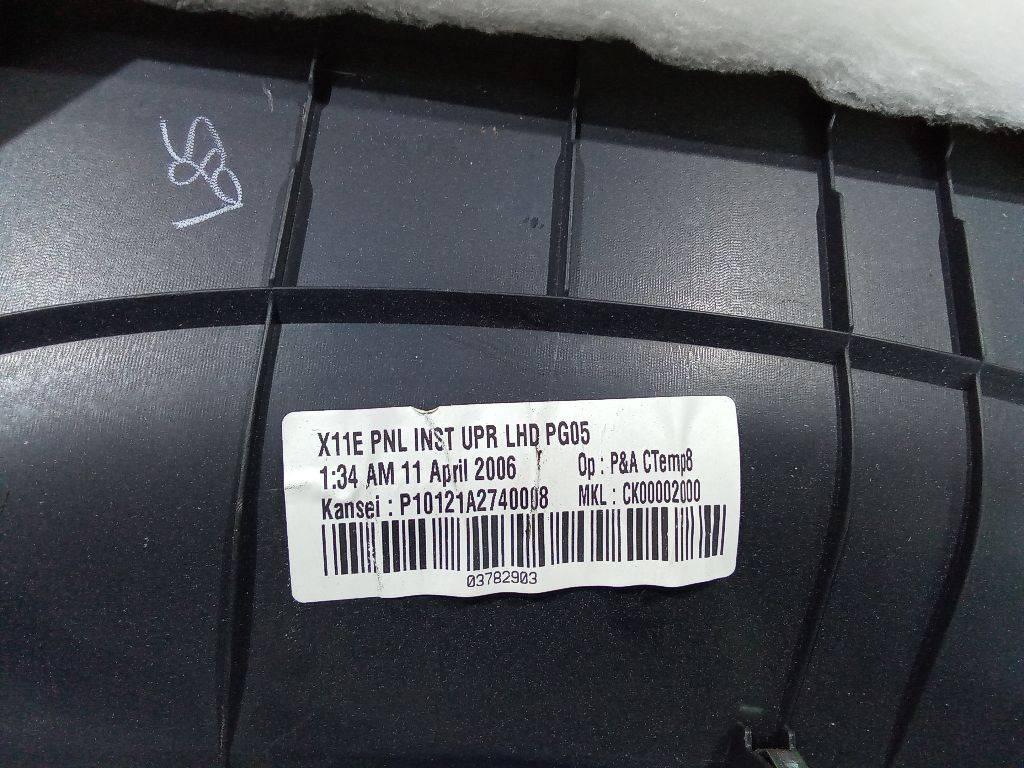 X11E PNL INST UPR LHD PG05
1:34 AM 11 April 2006 Op : P&A CTemp8
Kansei : P10121A2740008 MKL : CK00002000
03782903